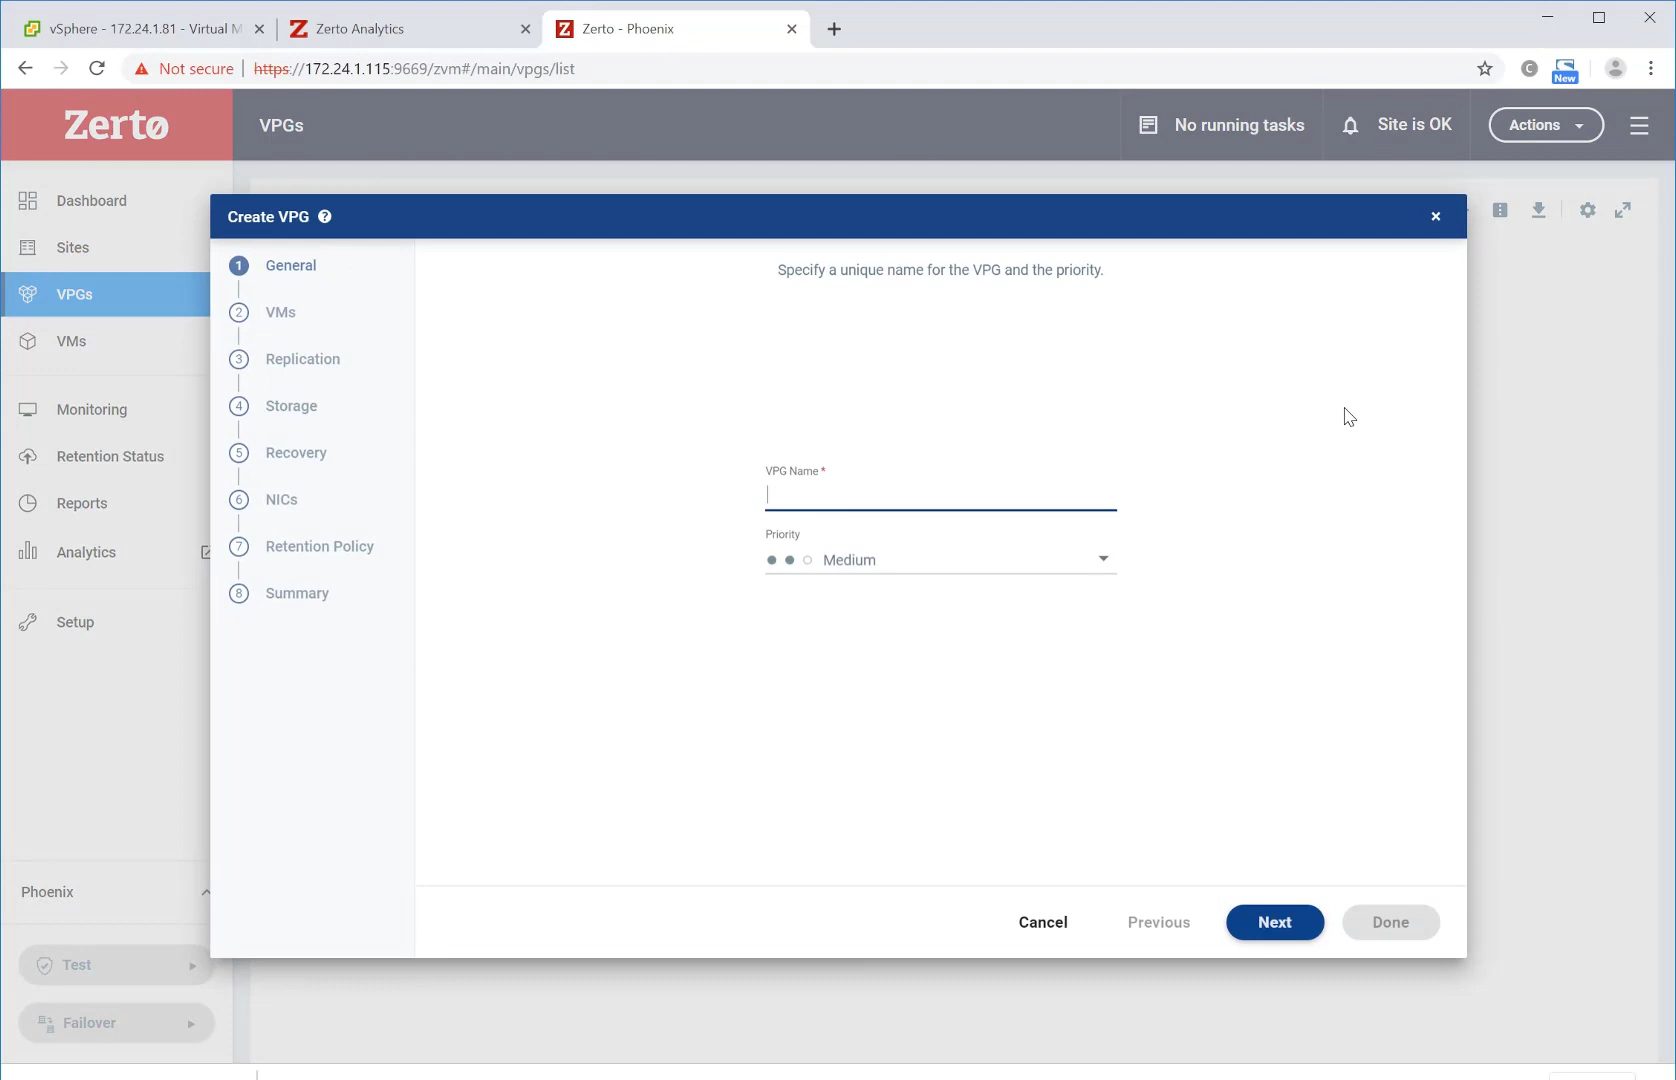 vSphere - 172.24.1.81 - Virtual M
Zerto Analytics
Zerto - Phoenix
Not secure
https://172.24.1.115:9669/zvm#/main/vpgs/list
C
New
Zerto
VPGs
No running tasks
Site is OK
Actions
Dashboard
Sites
VPGs
VMs
Monitoring
Retention Status
Reports
Analytics
Setup
Phoenix
Test
Failover
Create VPG ?
1 General
2 VMs
3 Replication
4 Storage
5 Recovery
6 NICs
7 Retention Policy
8 Summary
Specify a unique name for the VPG and the priority.
VPG Name *
Priority
Medium
Cancel
Previous
Next
Done